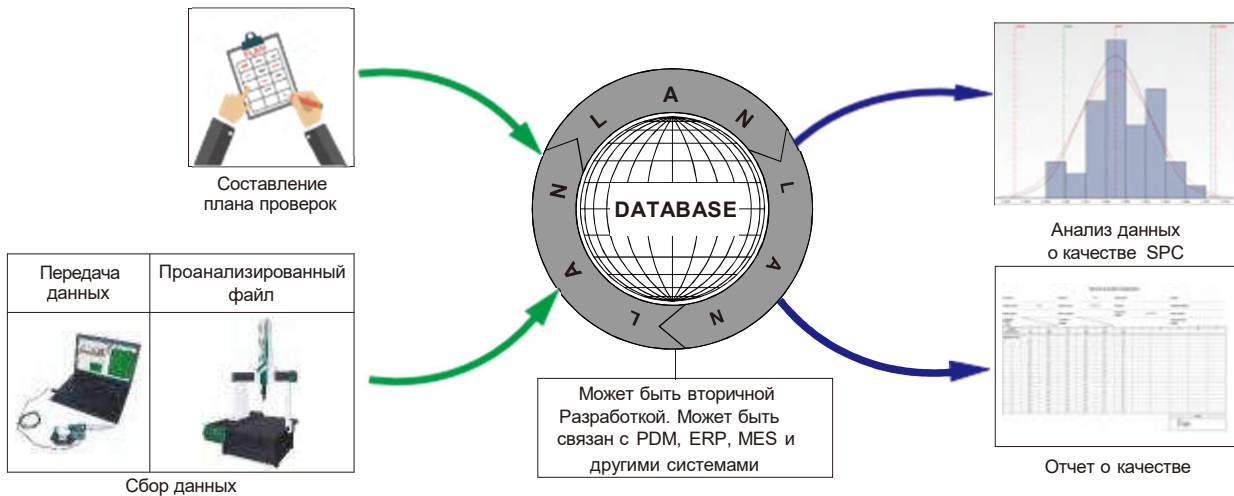 PLAN
Составление
плана проверок
Передача
данных
Проанализированный
файл
Сбор данных
L A N
L A N
L A N
DATABASE
Может быть вторичной
Разработкой. Может быть
связан с PDM, ERP, MES и
другими системами
Анализ данных
о качестве SPC
Отчет о качестве